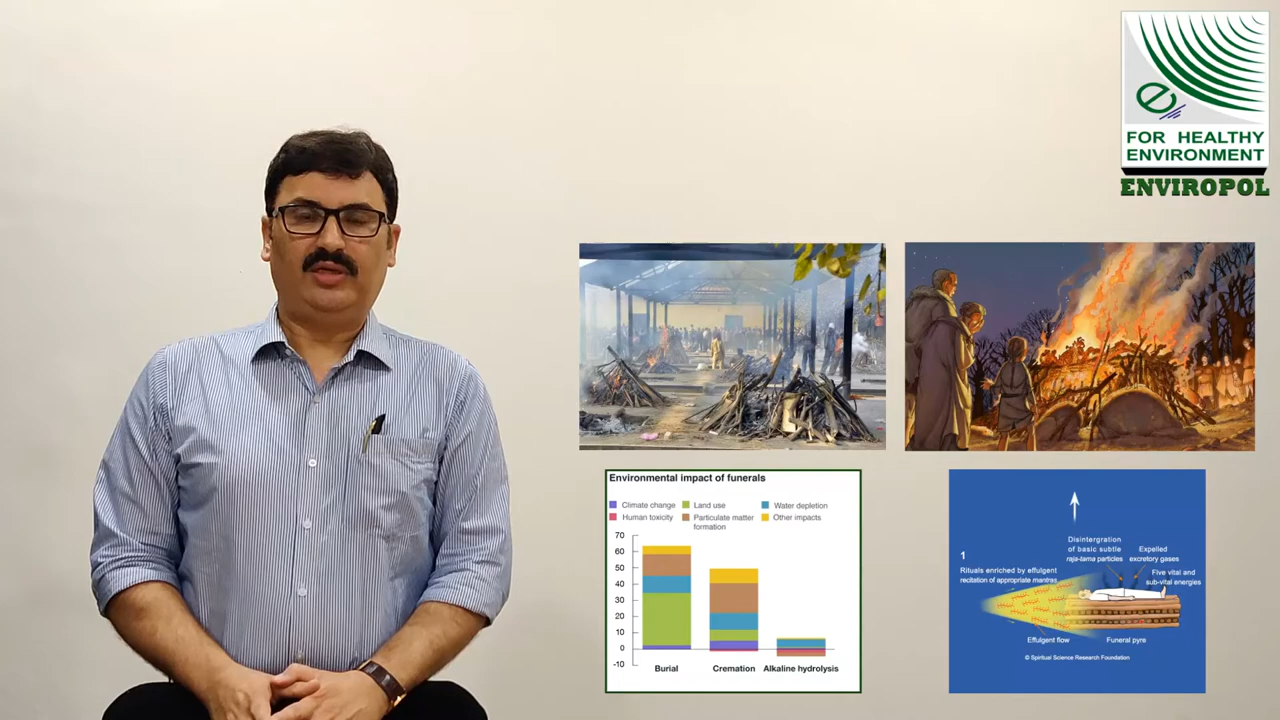 FOR HEALTHY
ENVIRONMENT
ENVIROPOL
Environmental impact of funerals
Climate change
Land use
Water depletion
Human toxicity
Particulate matter
formation
Other impacts
70
60
50
40
30
20
10
0
-10
Burial
Cremation
Alkaline hydrolysis
1
Rituals enriched by effulgent
recitation of appropriate mantras
Disintergration
of basic subtle
raja-tama particles
Expelled
excretory gases
Five vital and
sub-vital energies
Effulgent flow
Funeral pyre
© Spiritual Science Research Foundation